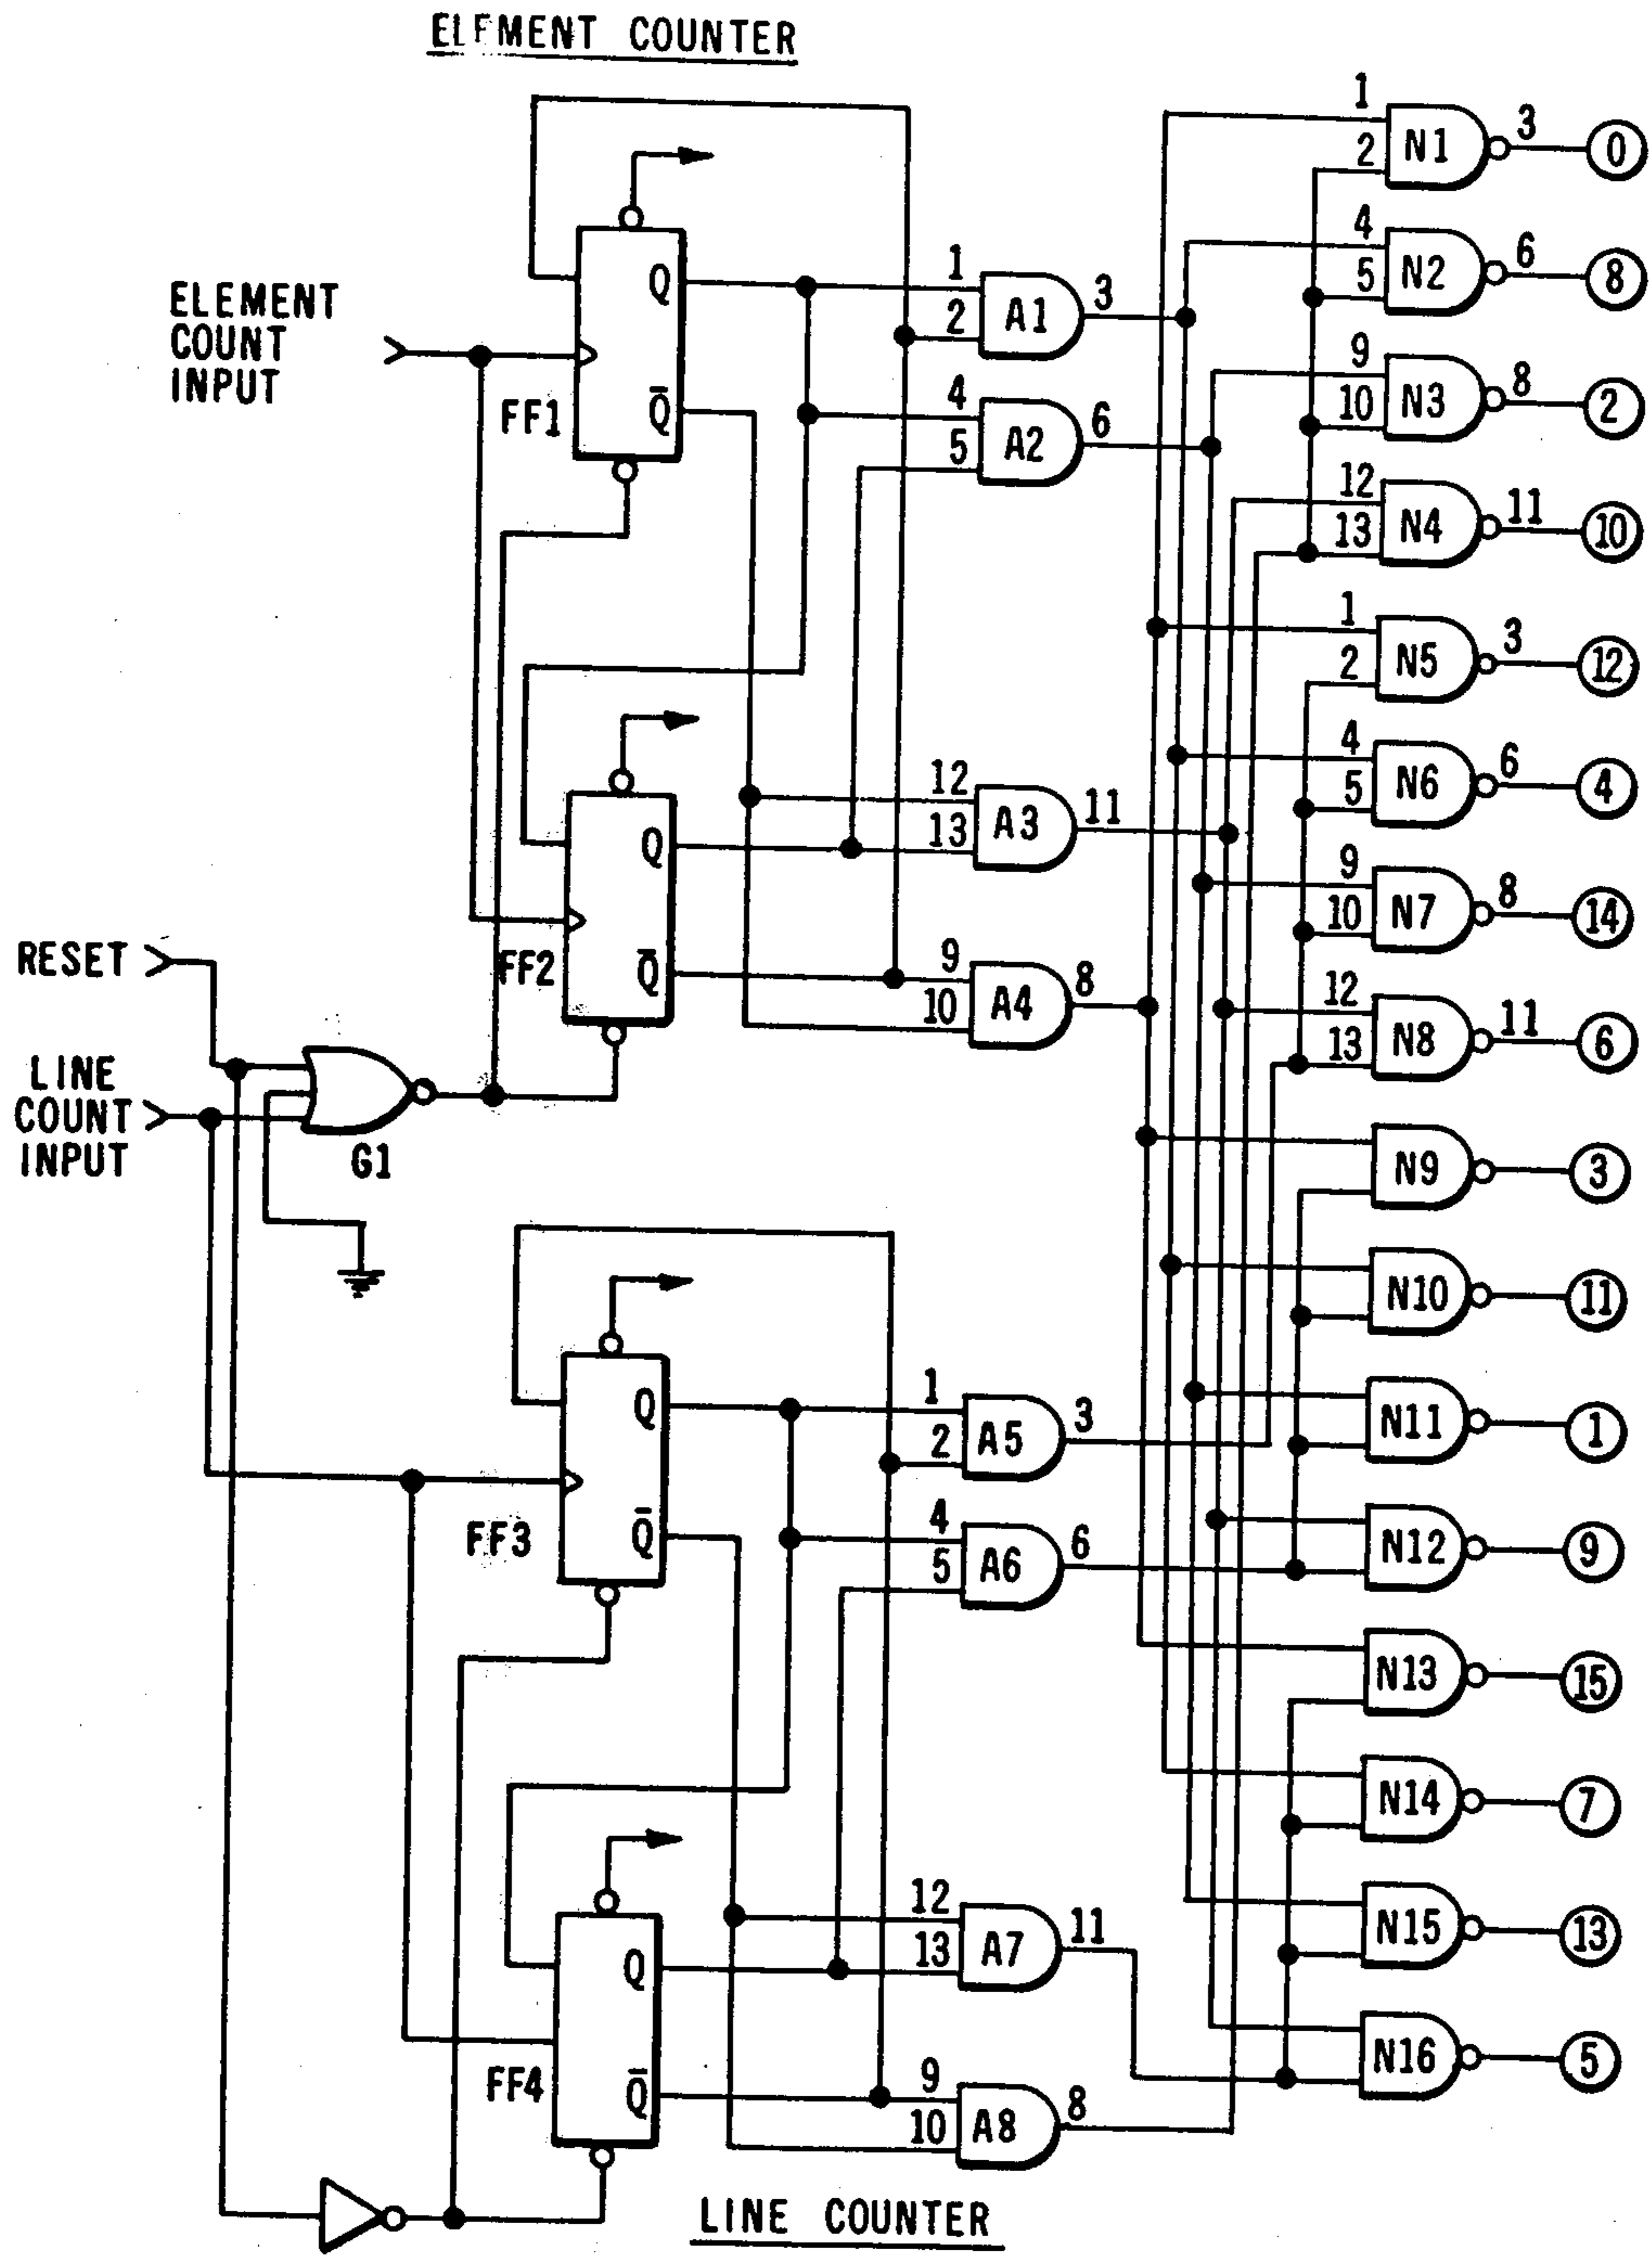 ELEMENT COUNTER
ELEMENT
COUNT
INPUT
FF1
Q
Q̅
1
2
A1
3
4
5
A2
6
FF2
Q
Q̅
12
13
A3
11
9
10
A4
8
RESET
LINE
COUNT
INPUT
G1
FF3
Q
Q̅
1
2
A5
3
4
5
A6
6
FF4
Q
Q̅
12
13
A7
11
9
10
A8
8
LINE COUNTER
1
2
N1
3
0
4
5
N2
6
8
9
10
N3
8
2
12
13
N4
11
10
1
2
N5
3
12
4
5
N6
6
4
9
10
N7
8
14
12
13
N8
11
6
N9
3
N10
11
N11
1
N12
9
N13
15
N14
7
N15
13
N16
5